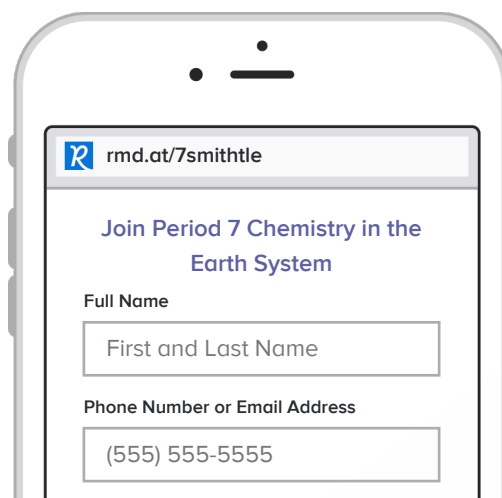 rmd.at/7smithtle
Join Period 7 Chemistry in the
Earth System
Full Name
First and Last Name
Phone Number or Email Address
(555) 555-5555